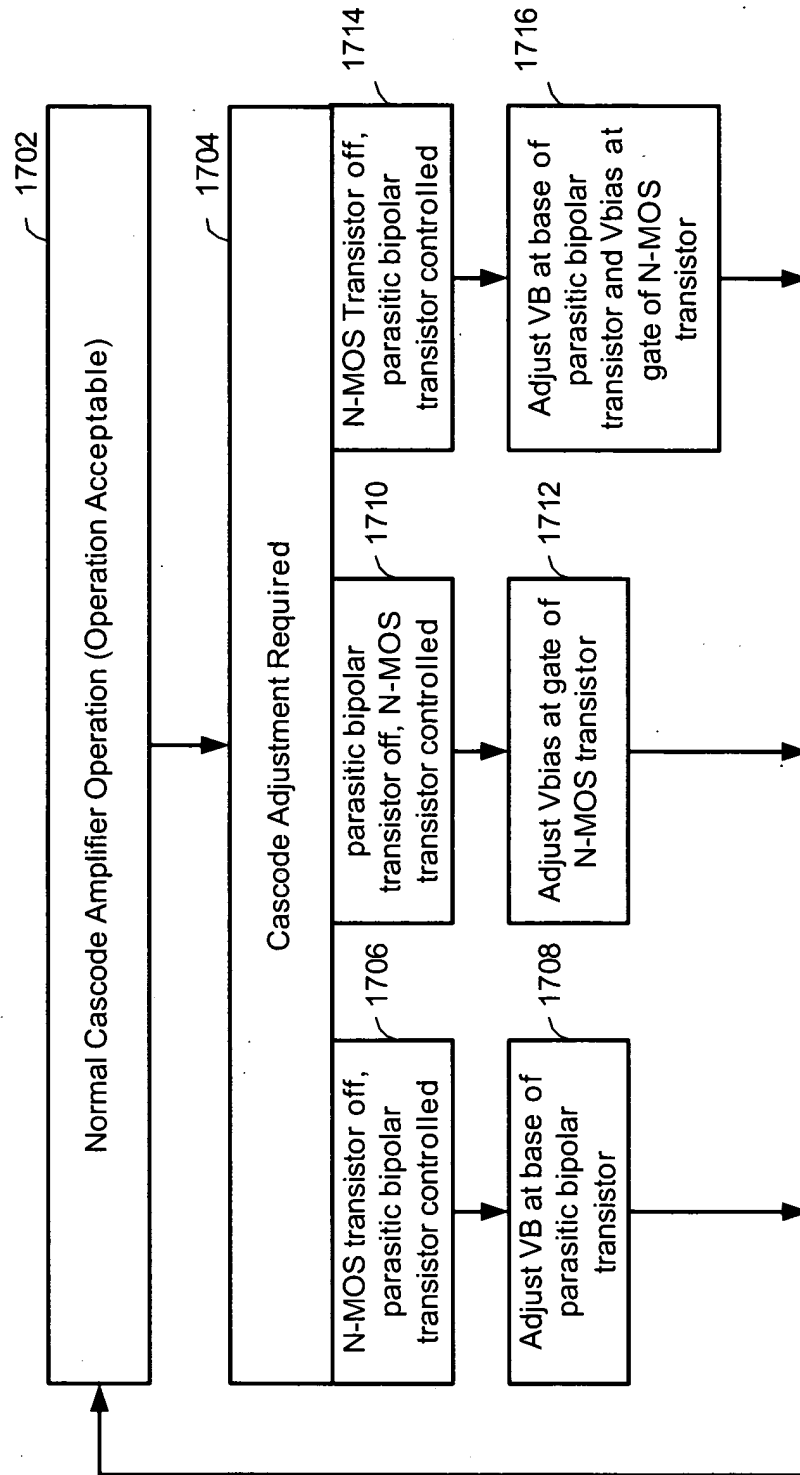 1702
Normal Cascode Amplifier Operation (Operation Acceptable)
1704
Cascode Adjustment Required
1706
N-MOS transistor off,
parasitic bipolar
transistor controlled
1708
Adjust VB at base of
parasitic bipolar
transistor
1710
parasitic bipolar
transistor off, N-MOS
transistor controlled
1712
Adjust Vbias at gate of
N-MOS transistor
1714
N-MOS Transistor off,
parasitic bipolar
transistor controlled
1716
Adjust VB at base of
parasitic bipolar
transistor and Vbias at
gate of N-MOS
transistor